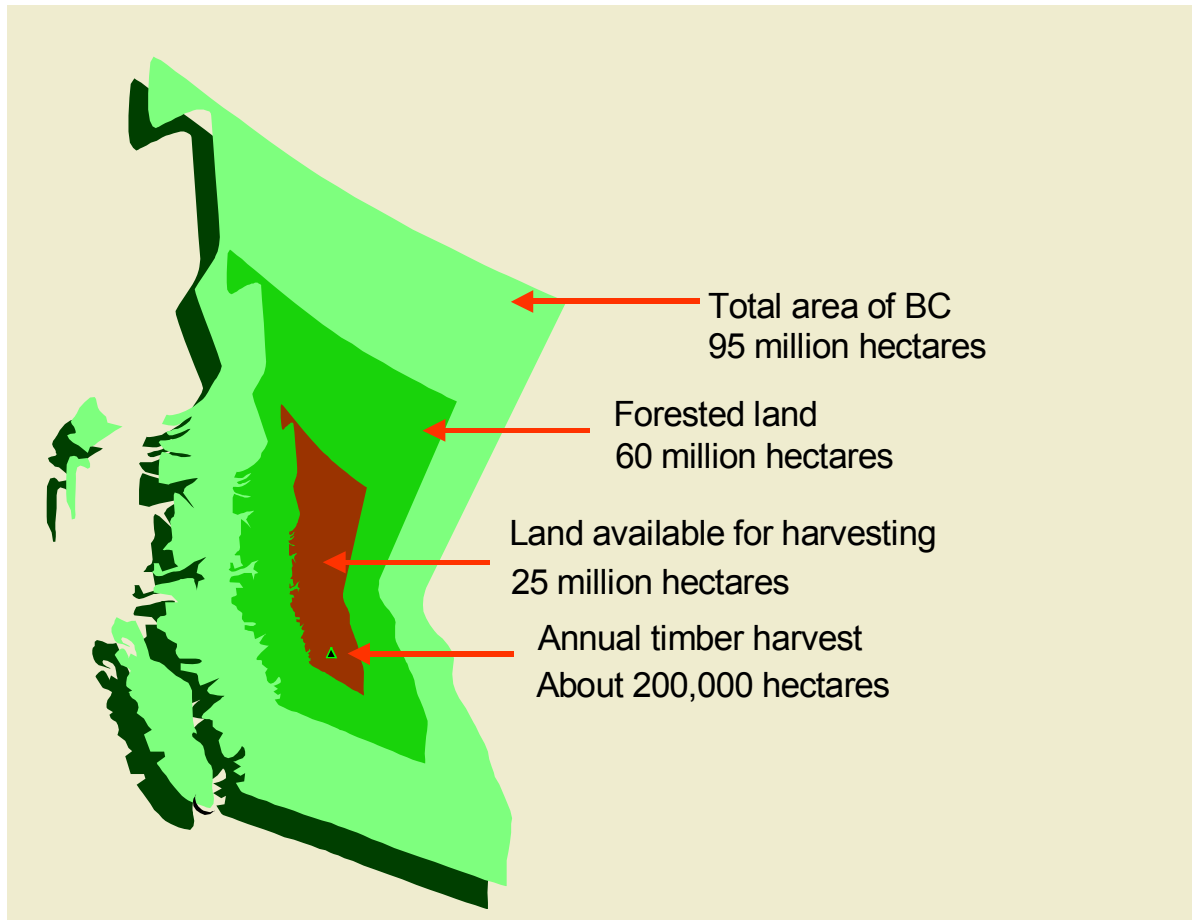 Total area of BC
95 million hectares
Forested land
60 million hectares
Land available for harvesting
25 million hectares
Annual timber harvest
About 200,000 hectares